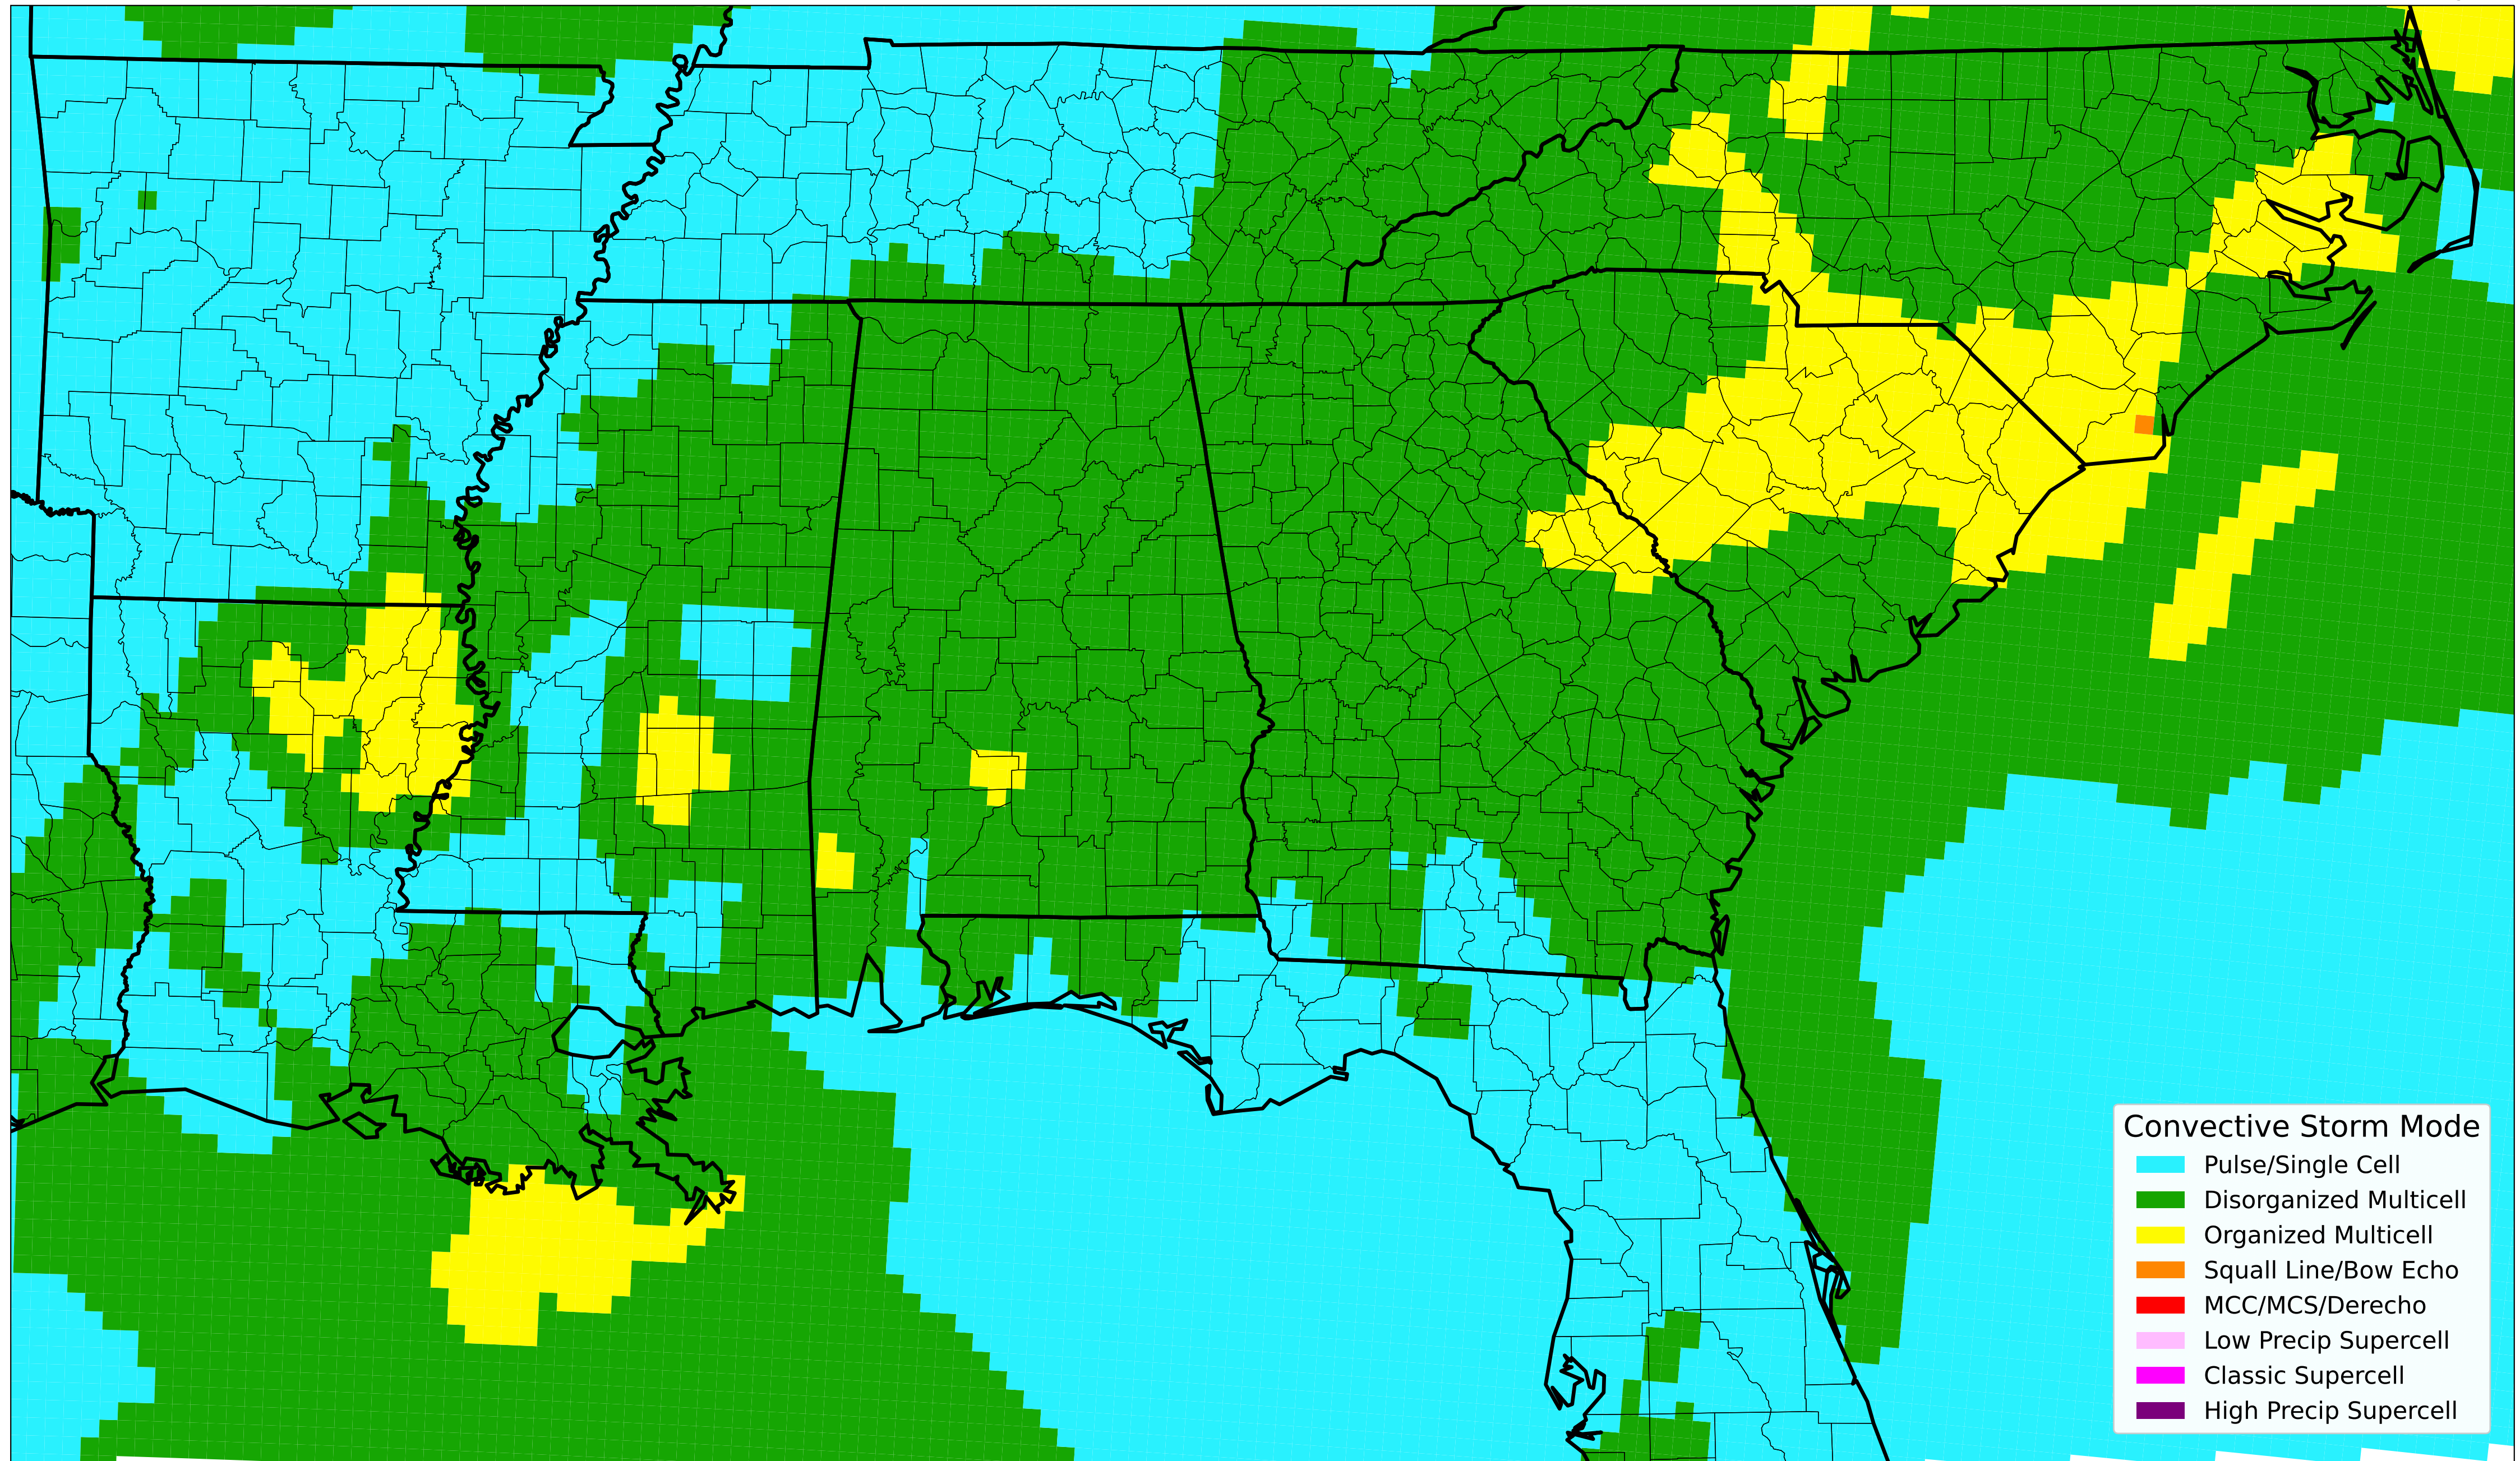 Convective Storm Mode
Pulse/Single Cell
Disorganized Multicell
Organized Multicell
Squall Line/Bow Echo
MCC/MCS/Derecho
Low Precip Supercell
Classic Supercell
High Precip Supercell